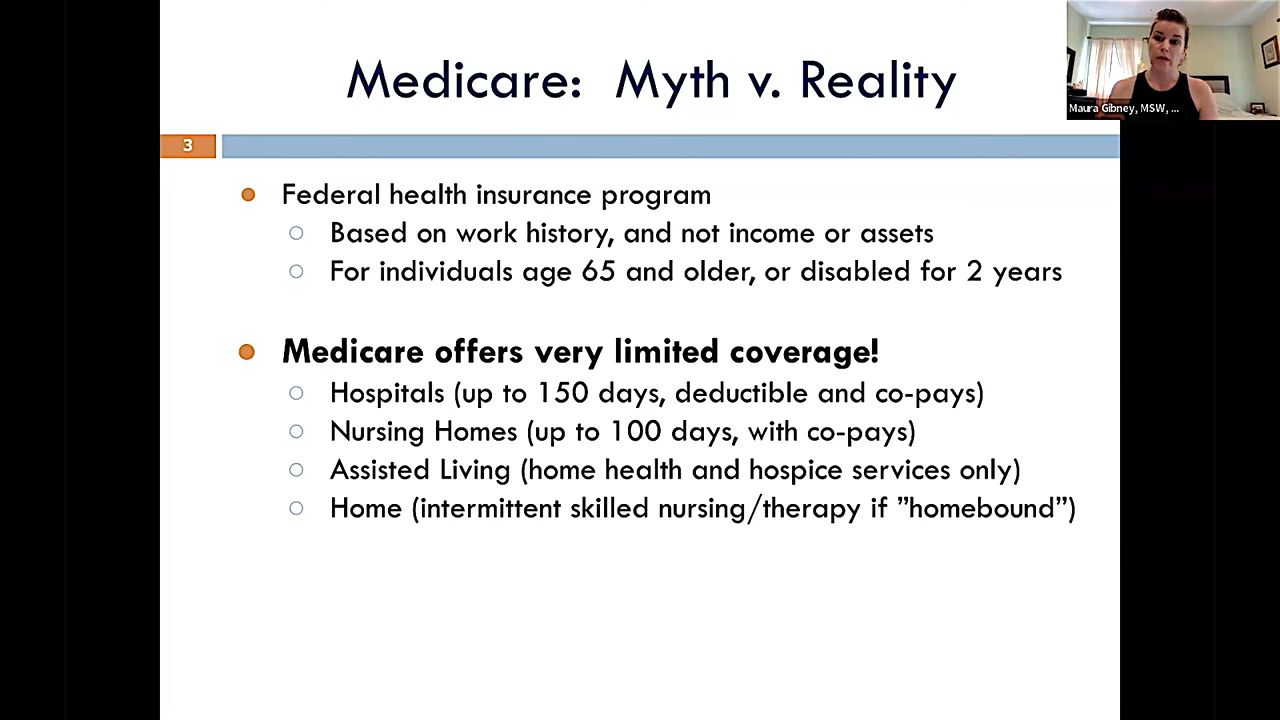 Medicare: Myth v. Reality
Maura Gibney, MSW, ...
3
Federal health insurance program
Based on work history, and not income or assets
For individuals age 65 and older, or disabled for 2 years
Medicare offers very limited coverage!
Hospitals (up to 150 days, deductible and co-pays)
Nursing Homes (up to 100 days, with co-pays)
Assisted Living (home health and hospice services only)
Home (intermittent skilled nursing/therapy if ”homebound”)